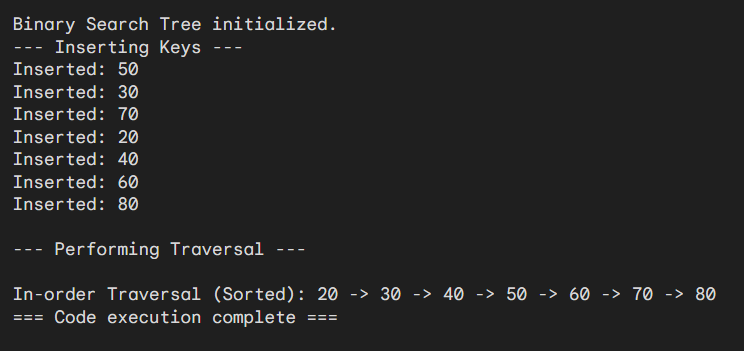 Binary Search Tree initialized.
--- Inserting Keys ---
Inserted: 50
Inserted: 30
Inserted: 70
Inserted: 20
Inserted: 40
Inserted: 60
Inserted: 80
--- Performing Traversal ---
In-order Traversal (Sorted): 20 -> 30 -> 40 -> 50 -> 60 -> 70 -> 80
=== Code execution complete ===